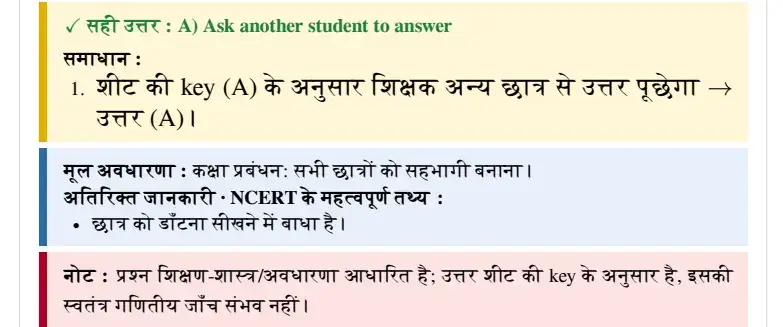 ✓ सही उत्तर : A) Ask another student to answer
समाधान :
1. शीट की key (A) के अनुसार शिक्षक अन्य छात्र से उत्तर पूछेगा →
उत्तर (A)।
मूल अवधारणा : कक्षा प्रबंधन: सभी छात्रों को सहभागी बनाना।
अतिरिक्त जानकारी · NCERT के महत्वपूर्ण तथ्य :
• छात्र को डाँटना सीखने में बाधा है।
नोट : प्रश्न शिक्षण-शास्त्र/अवधारणा आधारित है; उत्तर शीट की key के अनुसार है, इसकी
स्वतंत्र गणितीय जाँच संभव नहीं।